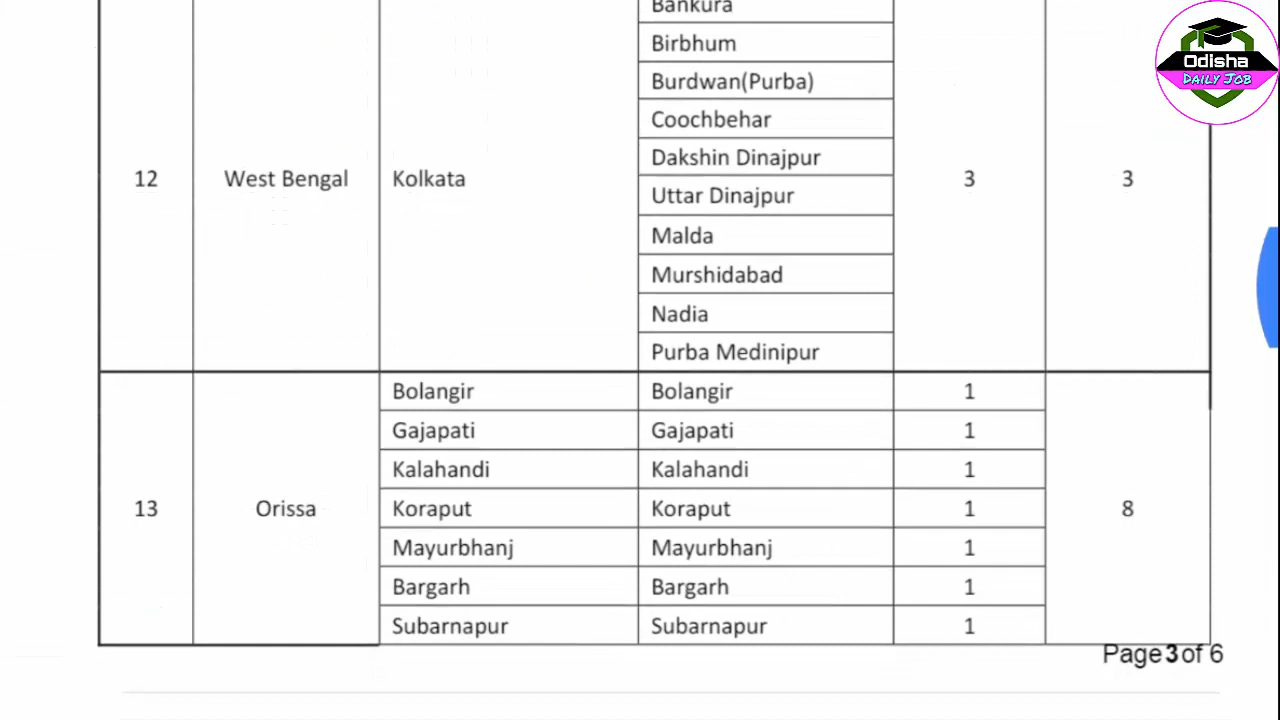 Bankura
Birbhum
Burdwan(Purba)
Coochbehar
Dakshin Dinajpur
12 West Bengal Kolkata 3 3
Uttar Dinajpur
Malda
Murshidabad
Nadia
Purba Medinipur
Bolangir Bolangir 1
Gajapati Gajapati 1
Kalahandi Kalahandi 1
13 Orissa Koraput Koraput 1 8
Mayurbhanj Mayurbhanj 1
Bargarh Bargarh 1
Subarnapur Subarnapur 1
Page 3 of 6
Odisha
DAILY JOB